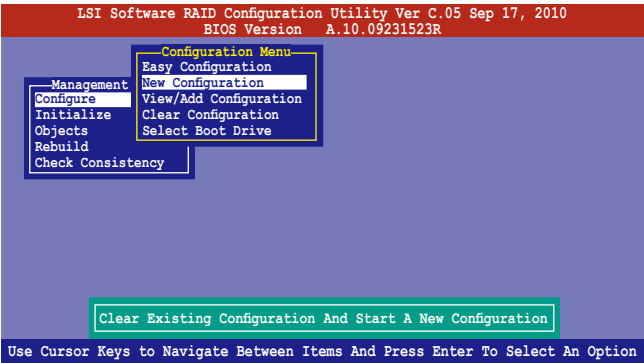 LSI Software RAID Configuration Utility Ver C.05 Sep 17, 2010
BIOS Version A.10.09231523R
Configuration Menu
Easy Configuration
New Configuration
View/Add Configuration
Clear Configuration
Select Boot Drive
Management
Configure
Initialize
Objects
Rebuild
Check Consistency
Clear Existing Configuration And Start A New Configuration
Use Cursor Keys to Navigate Between Items And Press Enter To Select An Option